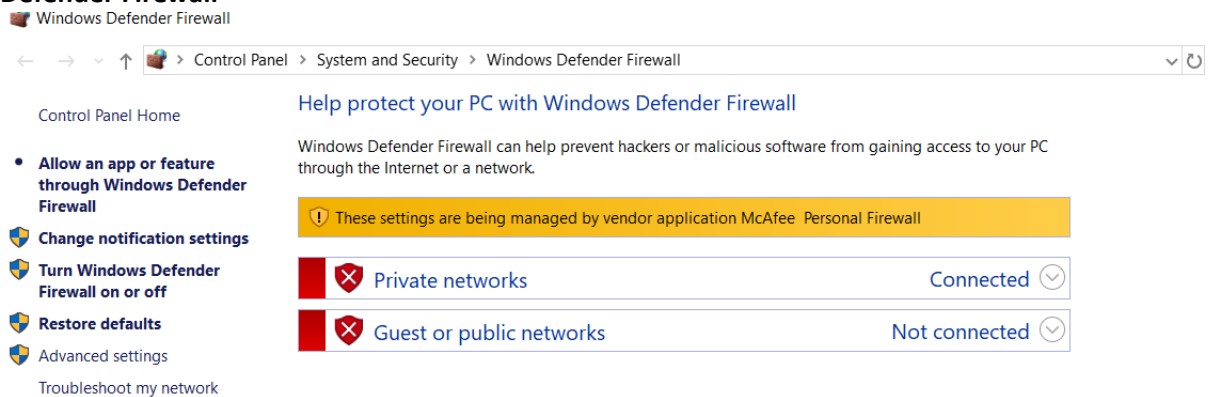 Windows Defender Firewall
Control Panel > System and Security > Windows Defender Firewall
Control Panel Home
Allow an app or feature
through Windows Defender
Firewall
Change notification settings
Turn Windows Defender
Firewall on or off
Restore defaults
Advanced settings
Troubleshoot my network
Help protect your PC with Windows Defender Firewall
Windows Defender Firewall can help prevent hackers or malicious software from gaining access to your PC
through the Internet or a network.
These settings are being managed by vendor application McAfee Personal Firewall
Private networks Connected
Guest or public networks Not connected